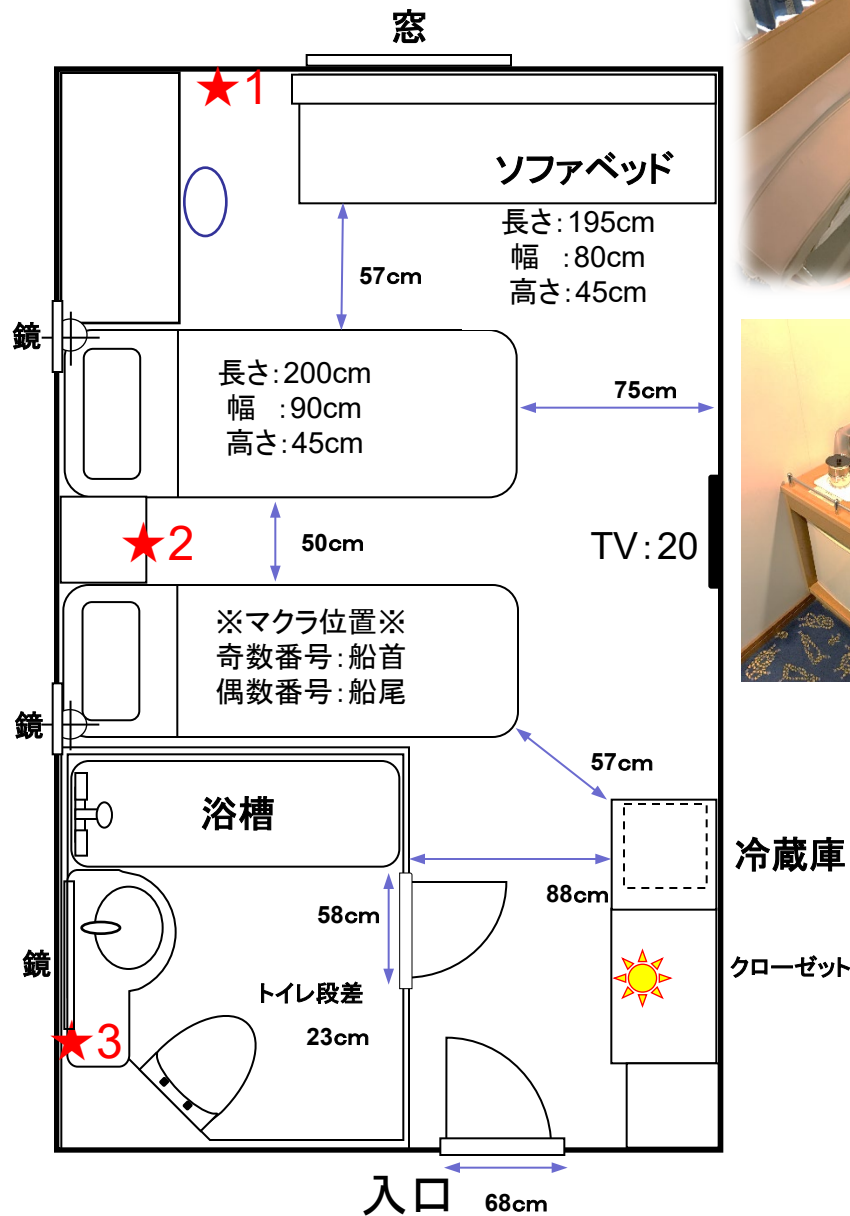 窓
★1
ソファベッド
長さ:195cm
幅 :80cm
高さ:45cm
57cm
鏡
長さ:200cm
幅 :90cm
高さ:45cm
75cm
★2
50cm
TV:20
※マクラ位置※
奇数番号:船首
偶数番号:船尾
鏡
57cm
浴槽
冷蔵庫
88cm
58cm
鏡
クローゼット
トイレ段差
23cm
★3
入口
68cm